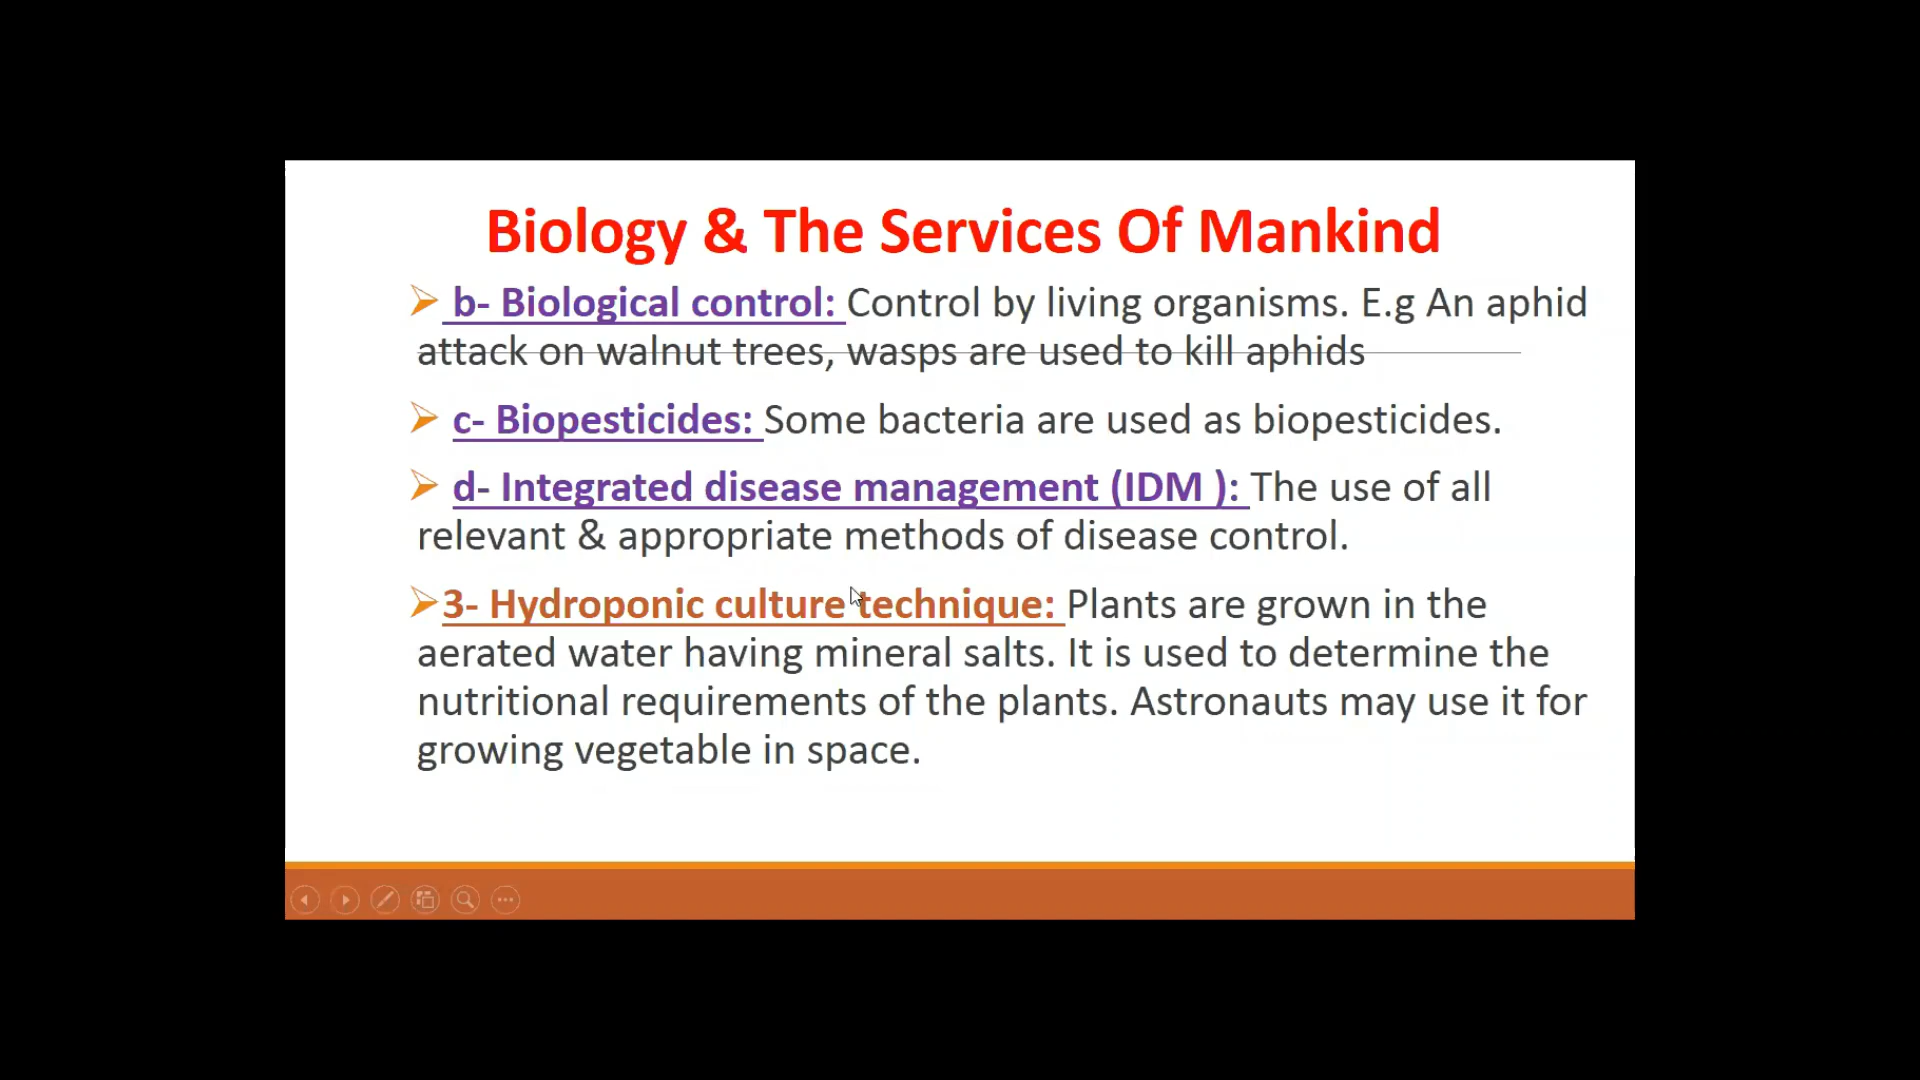 Biology & The Services Of Mankind
b- Biological control: Control by living organisms. E.g An aphid
attack on walnut trees, wasps are used to kill aphids
c- Biopesticides: Some bacteria are used as biopesticides.
d- Integrated disease management (IDM ): The use of all
relevant & appropriate methods of disease control.
3- Hydroponic culture technique: Plants are grown in the
aerated water having mineral salts. It is used to determine the
nutritional requirements of the plants. Astronauts may use it for
growing vegetable in space.